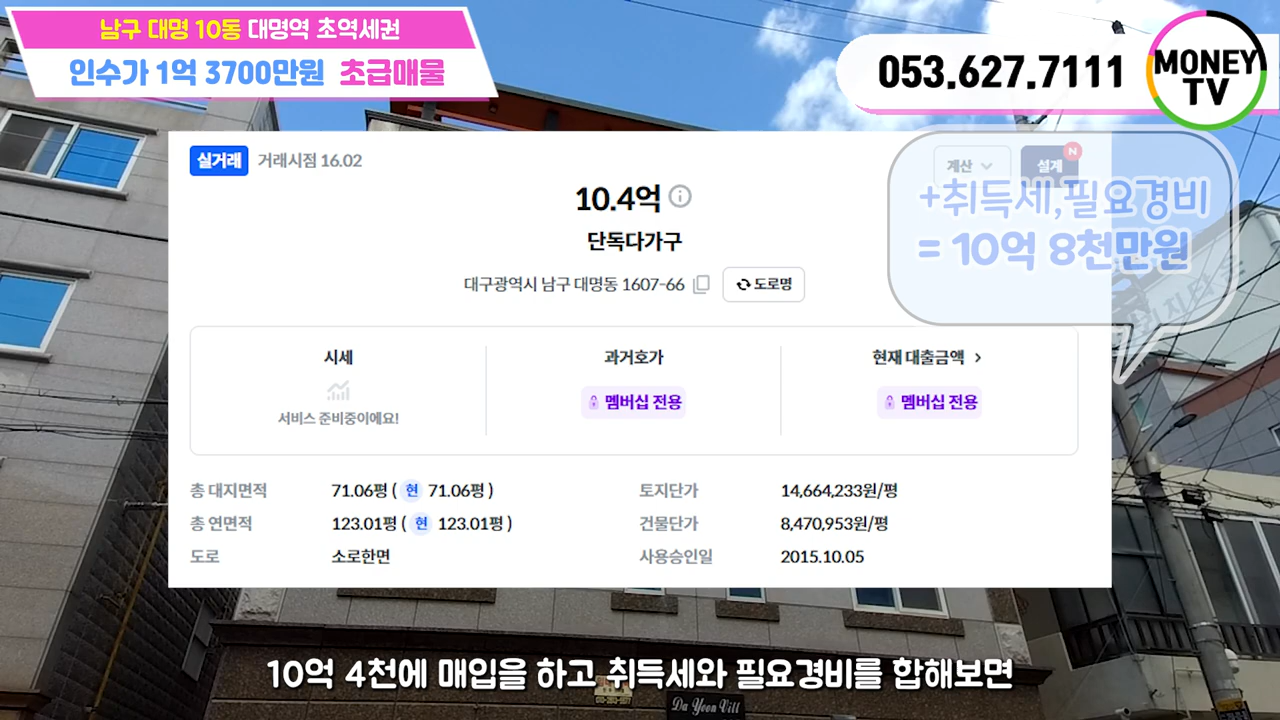 남구 대명 10동 대명역 초역세권
인수가 1억 3700만원 초급매물
053.627.7111
MONEY
TV
실거래 거래시점 16.02
계산 설계 N
10.4억
단독다가구
대구광역시 남구 대명동 1607-66 도로명
+취득세,필요경비
= 10억 8천만원
시세
서비스 준비중이에요!
과거호가
멤버십 전용
현재 대출금액 >
멤버십 전용
총 대지면적 71.06평 ( 현 71.06평 ) 토지단가 14,664,233원/평
총 연면적 123.01평 ( 현 123.01평 ) 건물단가 8,470,953원/평
도로 소로한면 사용승인일 2015.10.05
10억 4천에 매입을 하고 취득세와 필요경비를 합해보면
Da Yoon Vill